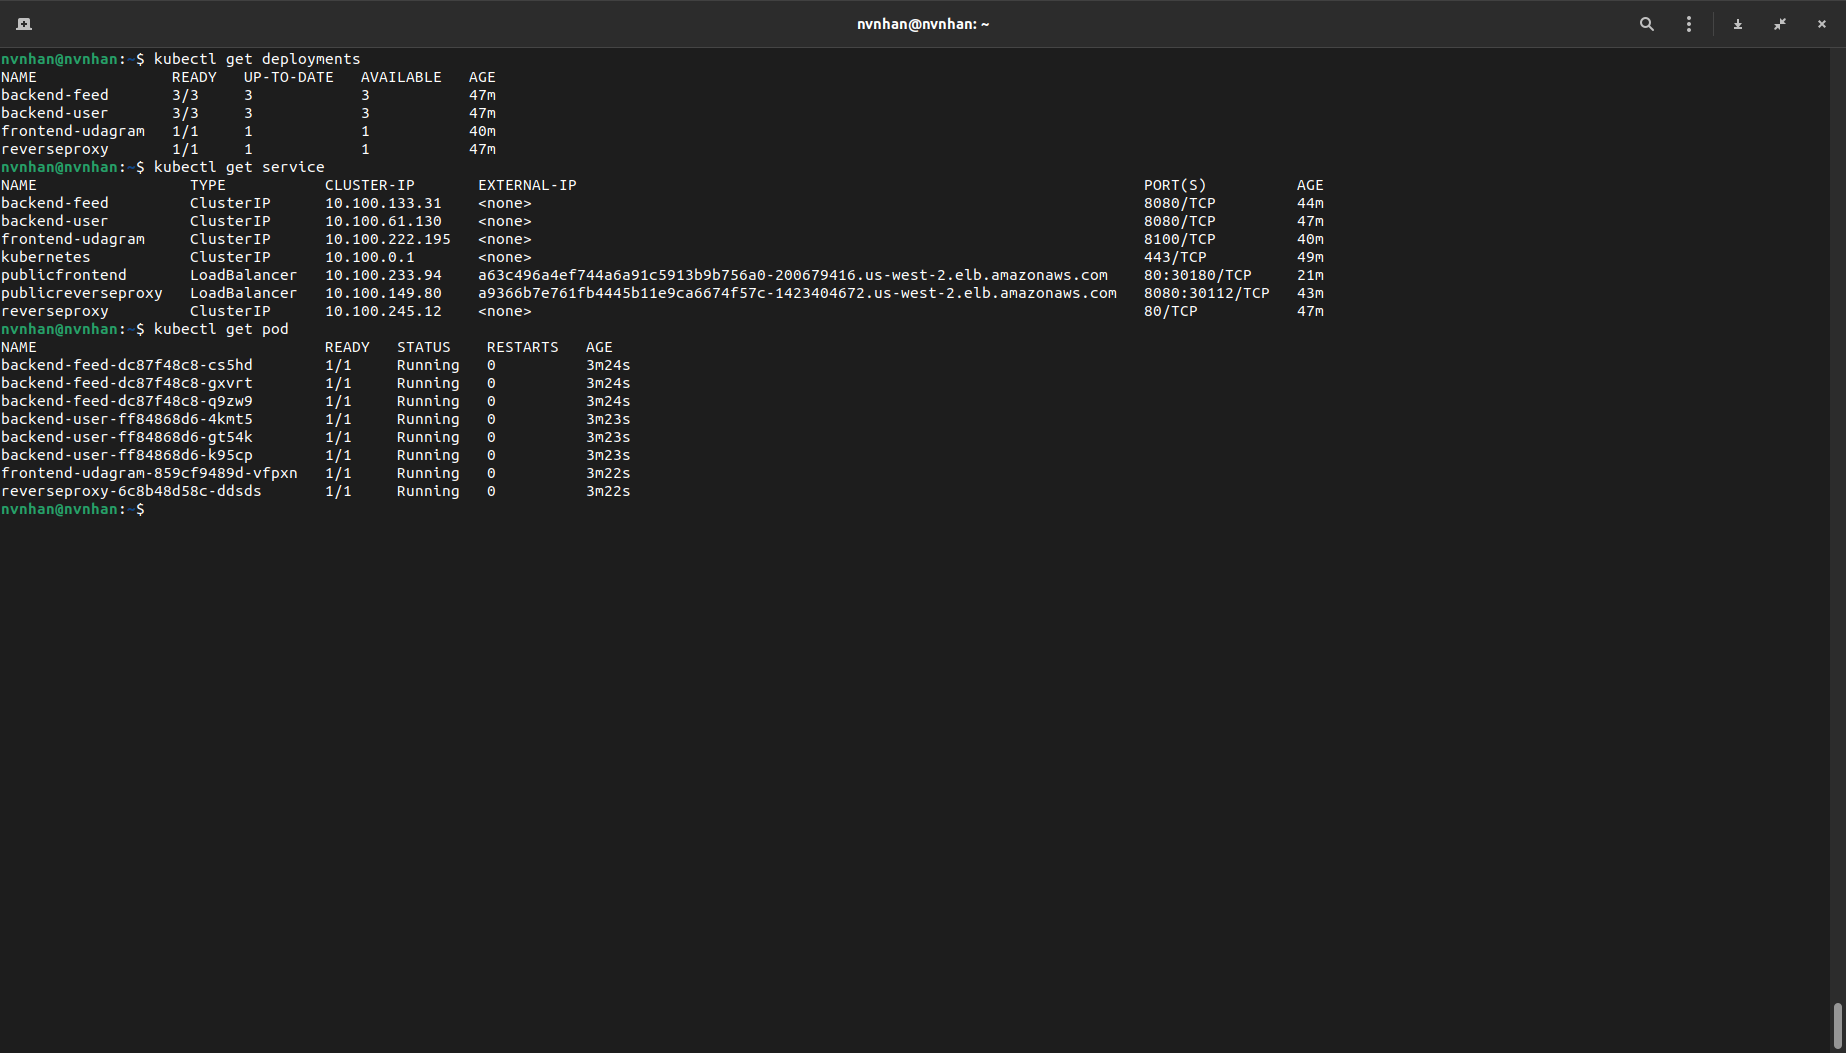 nvnhan@nvnhan: ~
nvnhan@nvnhan:~$ kubectl get deployments
NAME READY UP-TO-DATE AVAILABLE AGE
backend-feed 3/3 3 3 47m
backend-user 3/3 3 3 47m
frontend-udagram 1/1 1 1 40m
reverseproxy 1/1 1 1 47m
nvnhan@nvnhan:~$ kubectl get service
NAME TYPE CLUSTER-IP EXTERNAL-IP PORT(S) AGE
backend-feed ClusterIP 10.100.133.31 <none> 8080/TCP 44m
backend-user ClusterIP 10.100.61.130 <none> 8080/TCP 47m
frontend-udagram ClusterIP 10.100.222.195 <none> 8100/TCP 40m
kubernetes ClusterIP 10.100.0.1 <none> 443/TCP 49m
publicfrontend LoadBalancer 10.100.233.94 a63c496a4ef744a6a91c5913b9b756a0-200679416.us-west-2.elb.amazonaws.com 80:30180/TCP 21m
publicreverseproxy LoadBalancer 10.100.149.80 a9366b7e761fb4445b11e9ca6674f57c-1423404672.us-west-2.elb.amazonaws.com 8080:30112/TCP 43m
reverseproxy ClusterIP 10.100.245.12 <none> 80/TCP 47m
nvnhan@nvnhan:~$ kubectl get pod
NAME READY STATUS RESTARTS AGE
backend-feed-dc87f48c8-cs5hd 1/1 Running 0 3m24s
backend-feed-dc87f48c8-gxvrt 1/1 Running 0 3m24s
backend-feed-dc87f48c8-q9zw9 1/1 Running 0 3m24s
backend-user-ff84868d6-4kmt5 1/1 Running 0 3m23s
backend-user-ff84868d6-gt54k 1/1 Running 0 3m23s
backend-user-ff84868d6-k95cp 1/1 Running 0 3m23s
frontend-udagram-859cf9489d-vfpxn 1/1 Running 0 3m22s
reverseproxy-6c8b48d58c-ddsds 1/1 Running 0 3m22s
nvnhan@nvnhan:~$